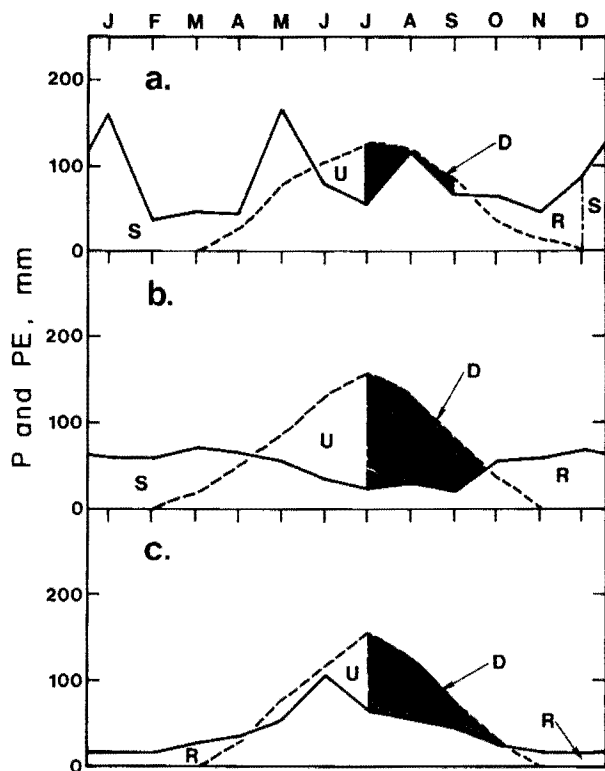 J F M A M J J A S O N D
P and PE, mm
200
a.
D
100
U
S R S
0
b.
200
D
100
U
S R
0
c.
200
D
100
U
R
R
0